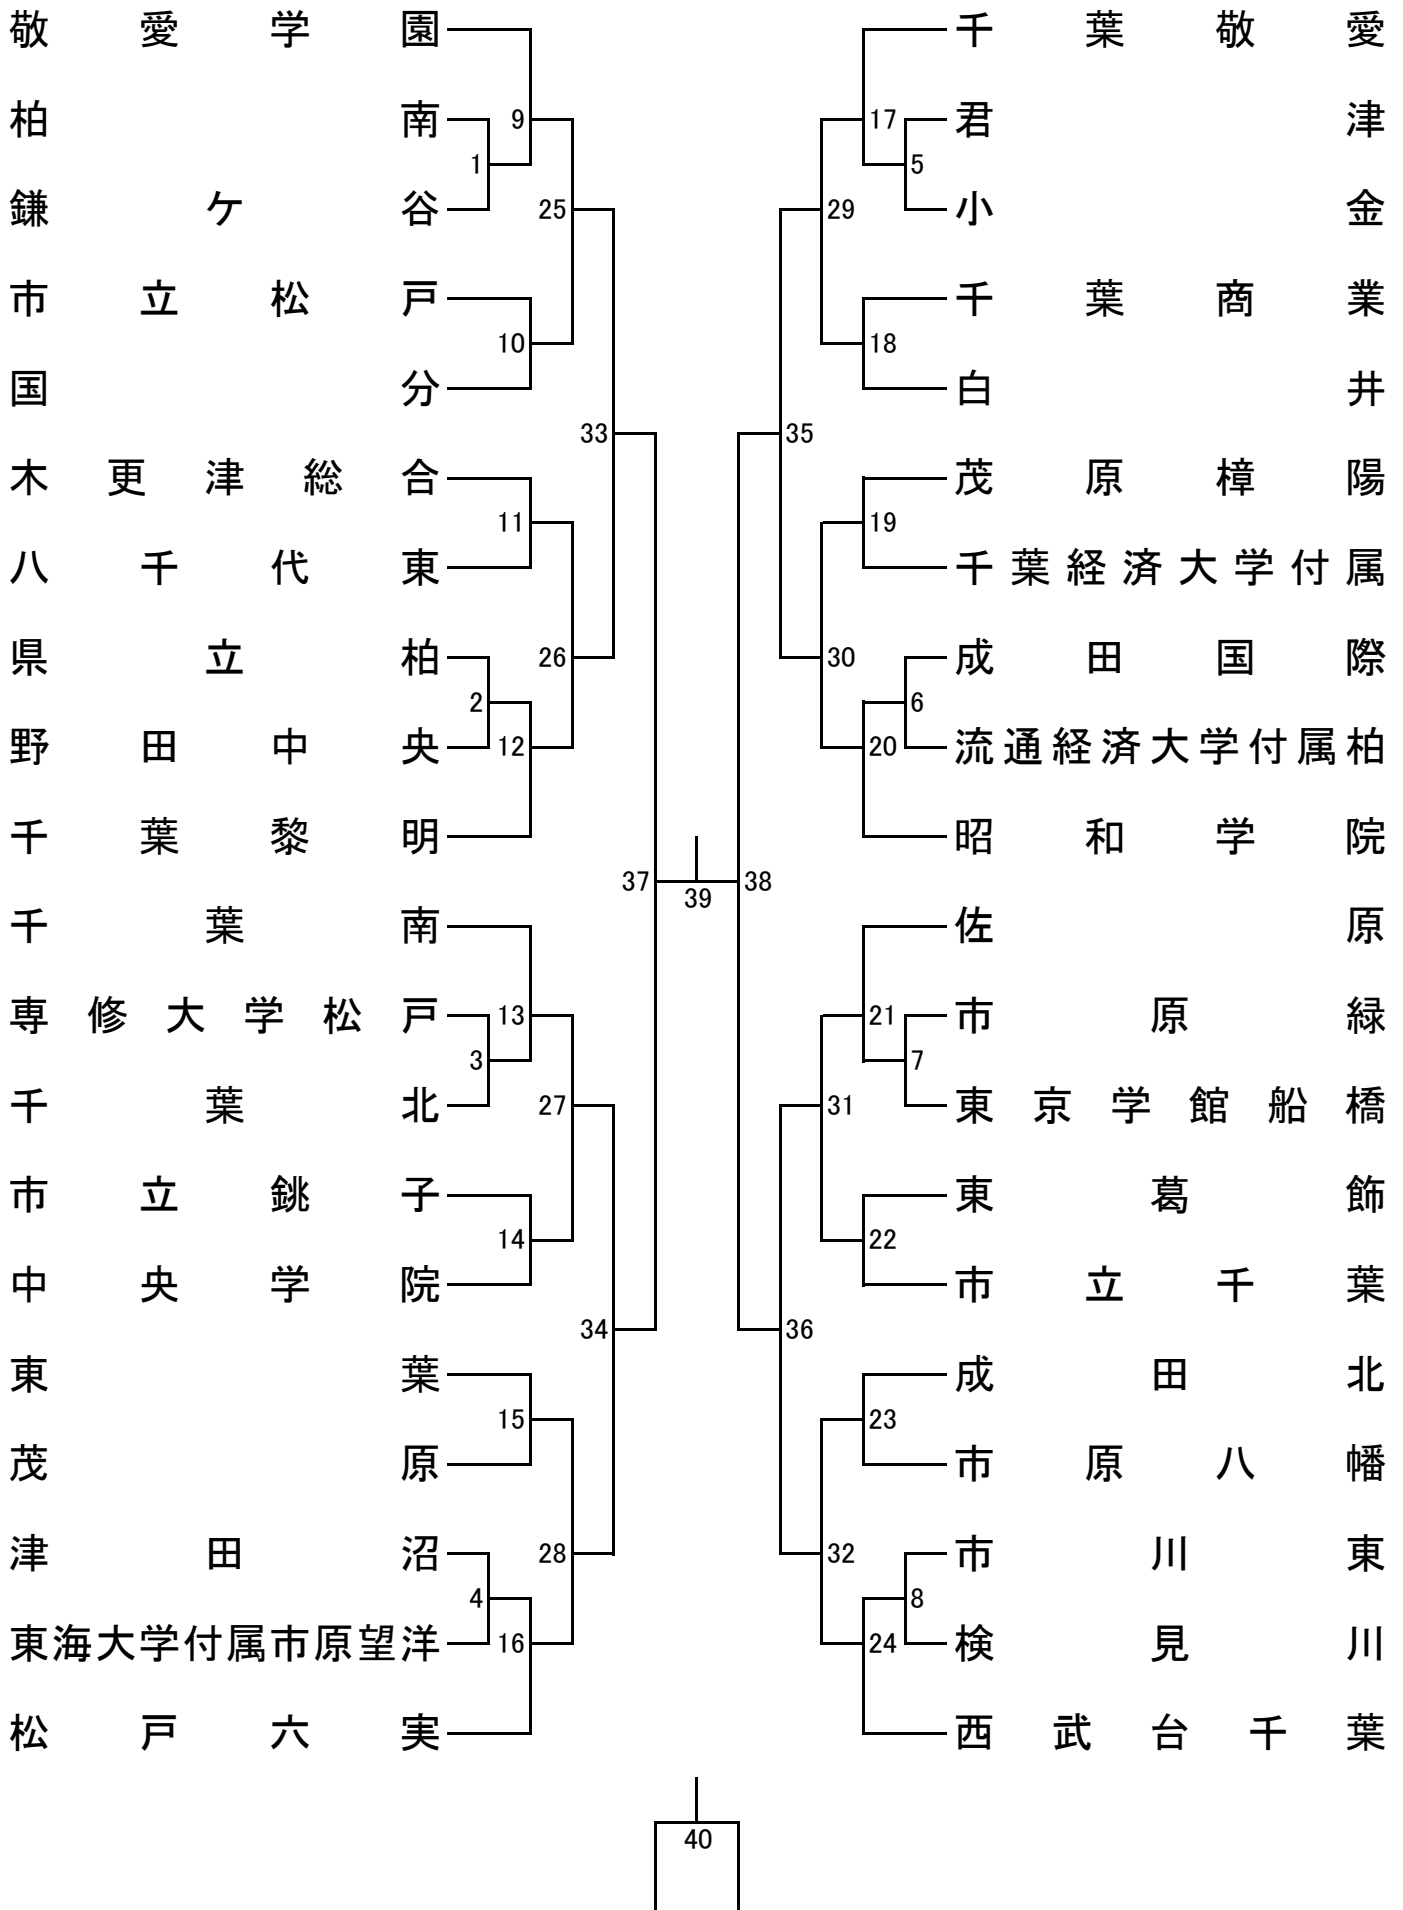 敬愛学園
柏南
9
1
鎌ケ谷
25
市立松戸
10
国分
33
木更津総合
11
八千代東
県立柏
26
2
野田中央
12
千葉黎明
37
千葉南
専修大学松戸
13
3
千葉北
27
市立銚子
14
中央学院
34
東葉
15
茂原
津田沼
28
4
東海大学付属市原望洋
16
松戸六実
39
千葉敬愛
17
君津
5
29
小金
千葉商業
18
白井
35
茂原樟陽
19
千葉経済大学付属
30
成田国際
6
20
流通経済大学付属柏
昭和学院
38
佐原
21
市原緑
7
31
東京学館船橋
東葛飾
22
市立千葉
36
成田北
23
市原八幡
32
市川東
8
24
検見川
西武台千葉
40